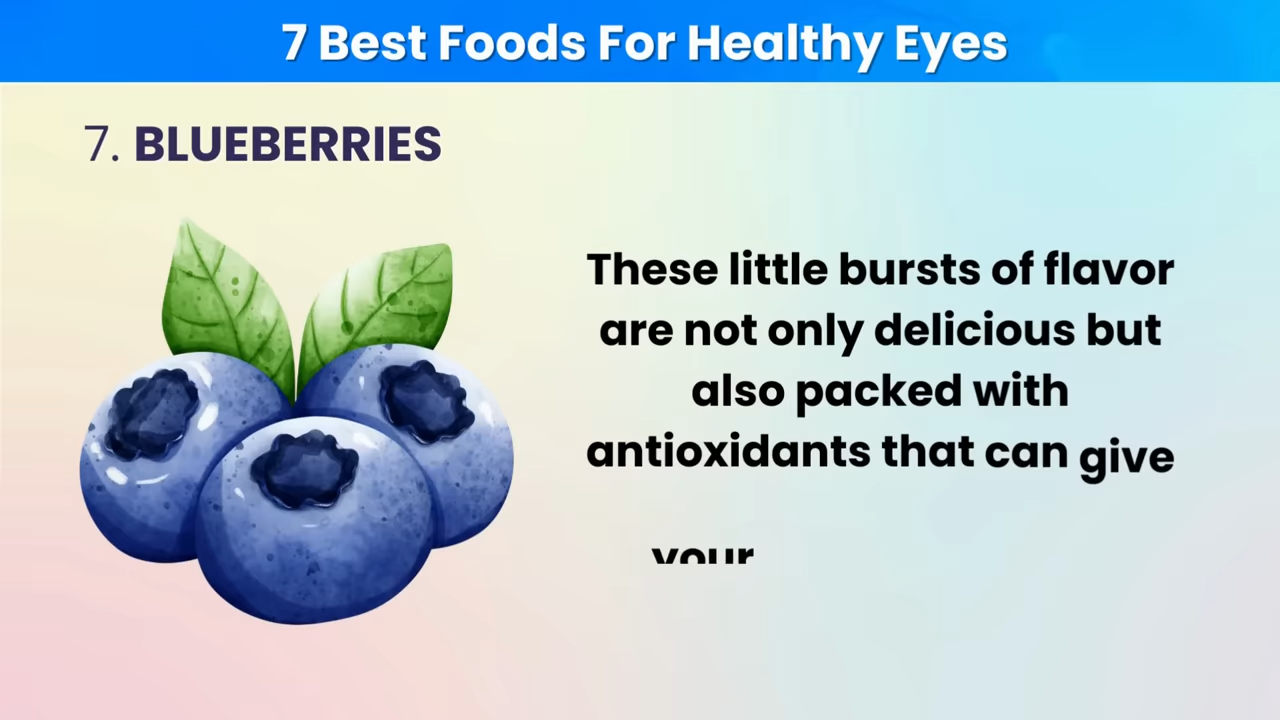 7 Best Foods For Healthy Eyes
7. BLUEBERRIES
These little bursts of flavor
are not only delicious but
also packed with
antioxidants that can give
your